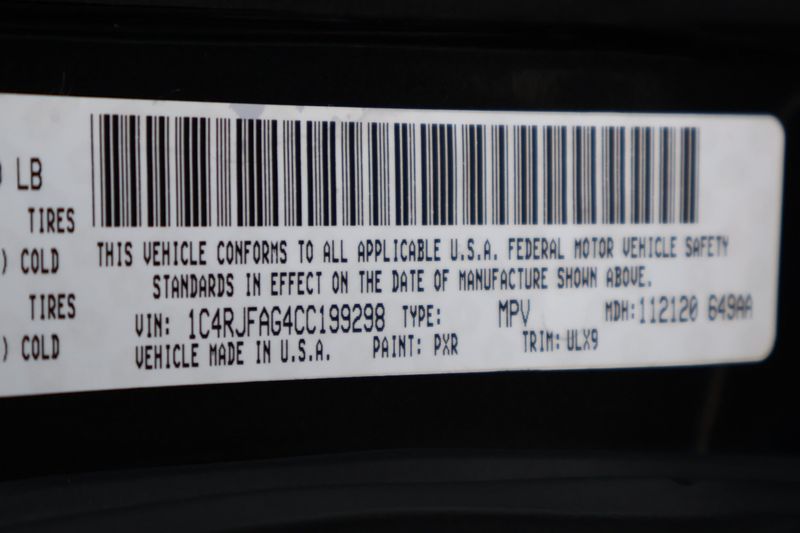 LB
TIRES
) COLD
TIRES
) COLD
THIS VEHICLE CONFORMS TO ALL APPLICABLE U.S.A. FEDERAL MOTOR VEHICLE SAFETY
STANDARDS IN EFFECT ON THE DATE OF MANUFACTURE SHOWN ABOVE.
VIN: 1C4RJFAG4CC199298 TYPE: MPV MDH: 112120 649AA
VEHICLE MADE IN U.S.A. PAINT: PXR TRIM: ULX9